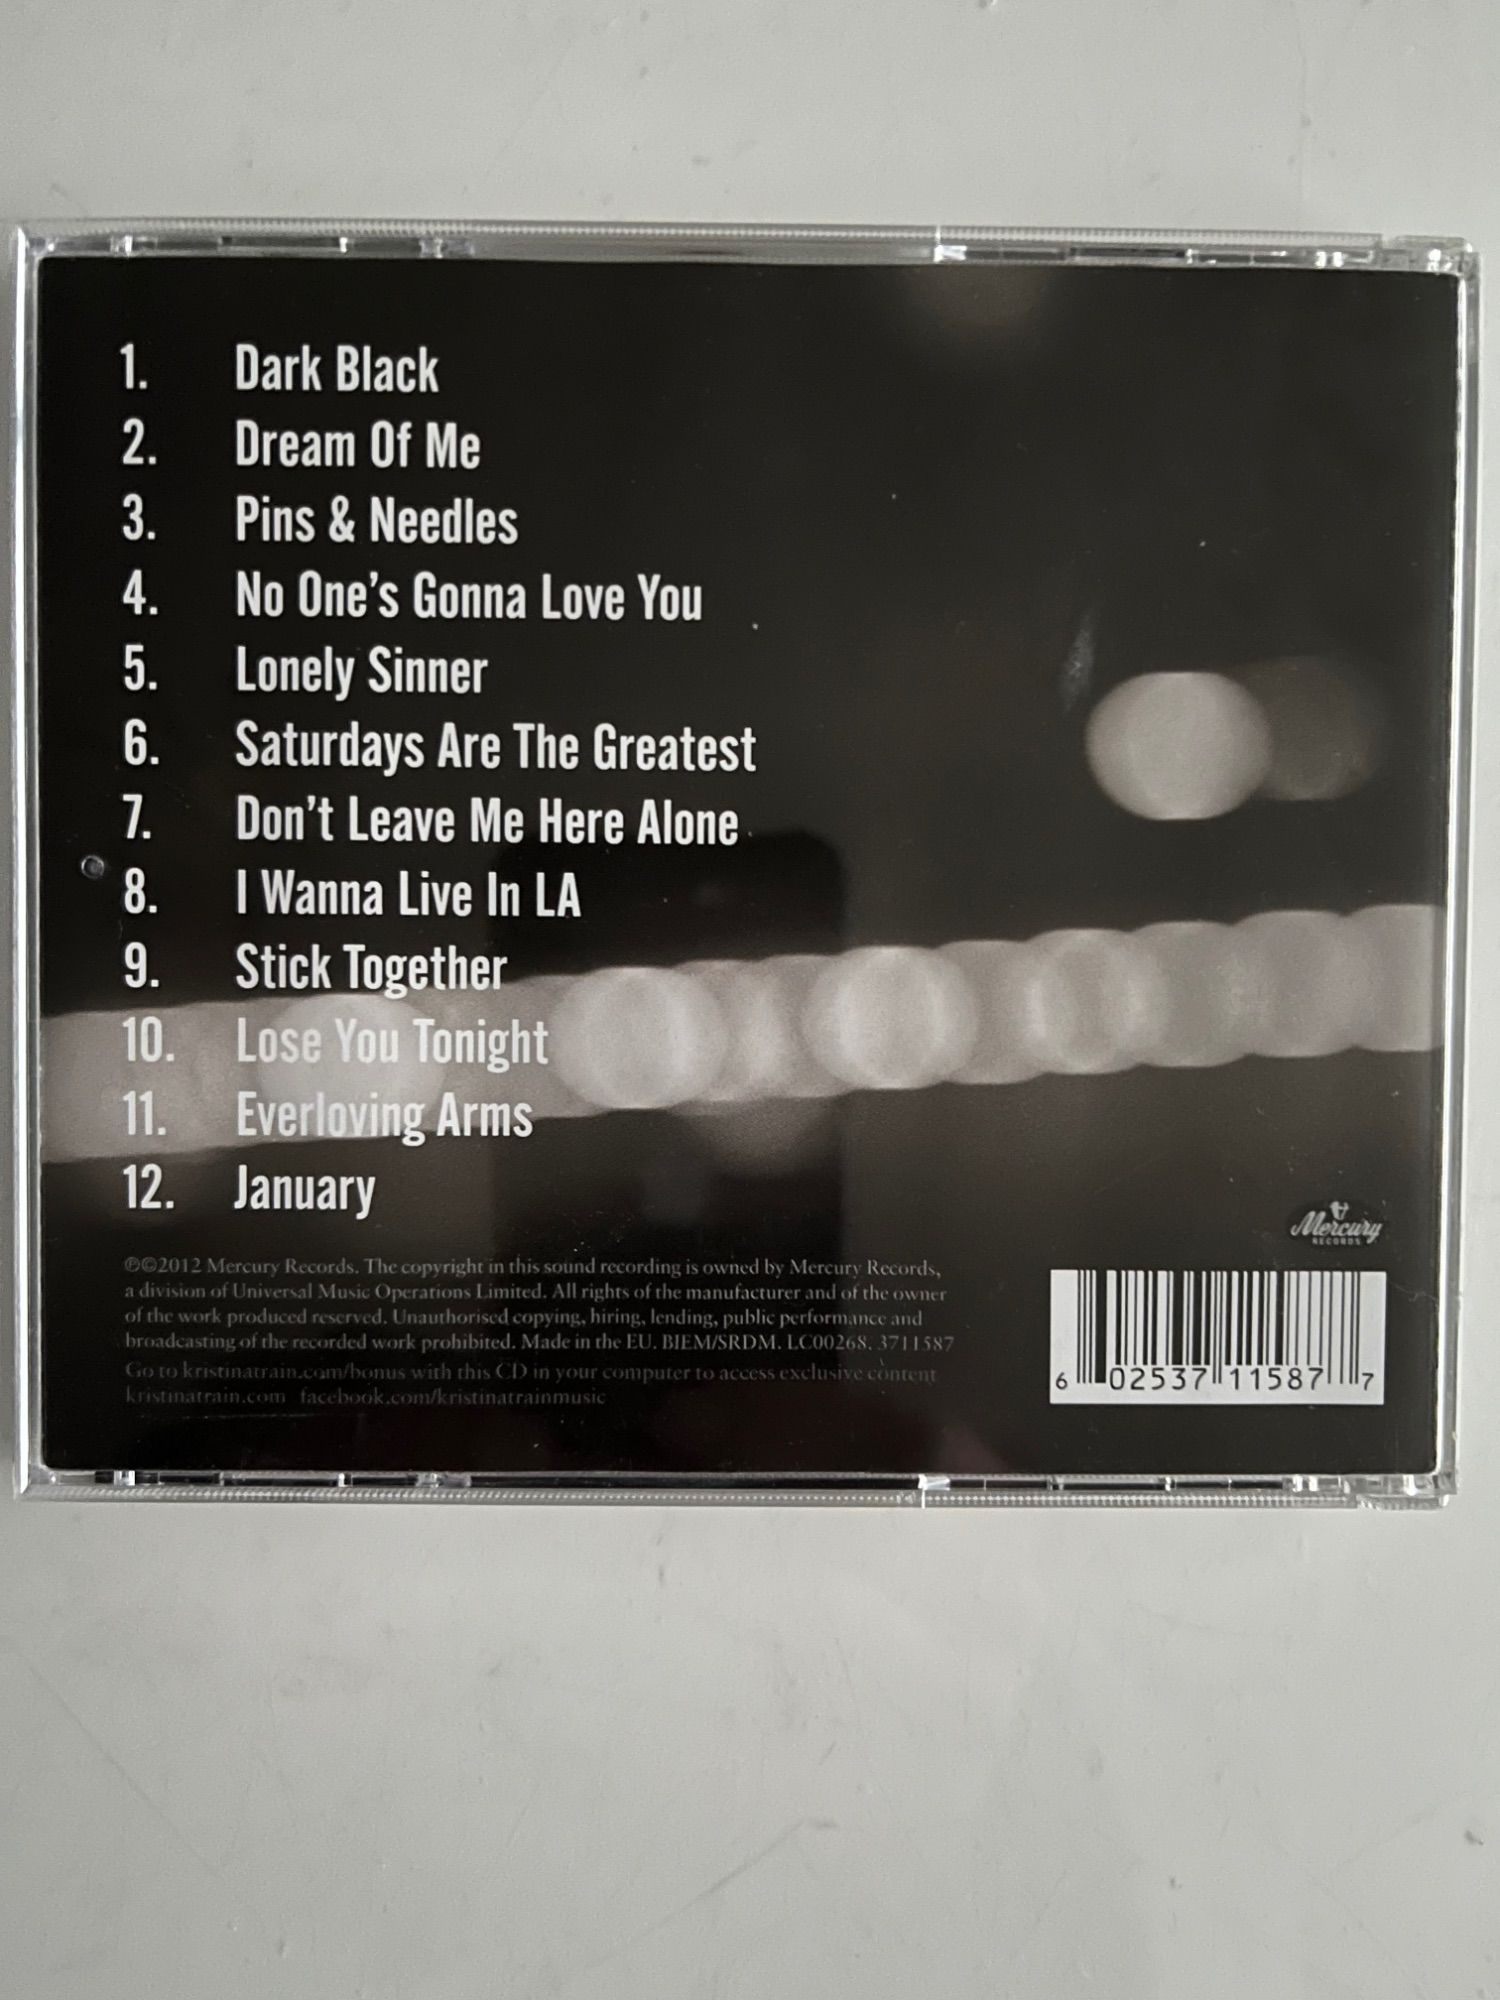 1. Dark Black
2. Dream Of Me
3. Pins & Needles
4. No One's Gonna Love You
5. Lonely Sinner
6. Saturdays Are The Greatest
7. Don't Leave Me Here Alone
8. I Wanna Live In LA
9. Stick Together
10. Lose You Tonight
11. Everloving Arms
12. January
Mercury
RECORDS
℗©2012 Mercury Records. The copyright in this sound recording is owned by Mercury Records,
a division of Universal Music Operations Limited. All rights of the manufacturer and of the owner
of the work produced reserved. Unauthorised copying, hiring, lending, public performance and
broadcasting of the recorded work prohibited. Made in the EU. BIEM/SRDM. LC00268. 3711587
Go to kristinatrain.com/bonus with this CD in your computer to access exclusive content
kristinatrain.com facebook.com/kristinatrainmusic
6 02537 11587 7